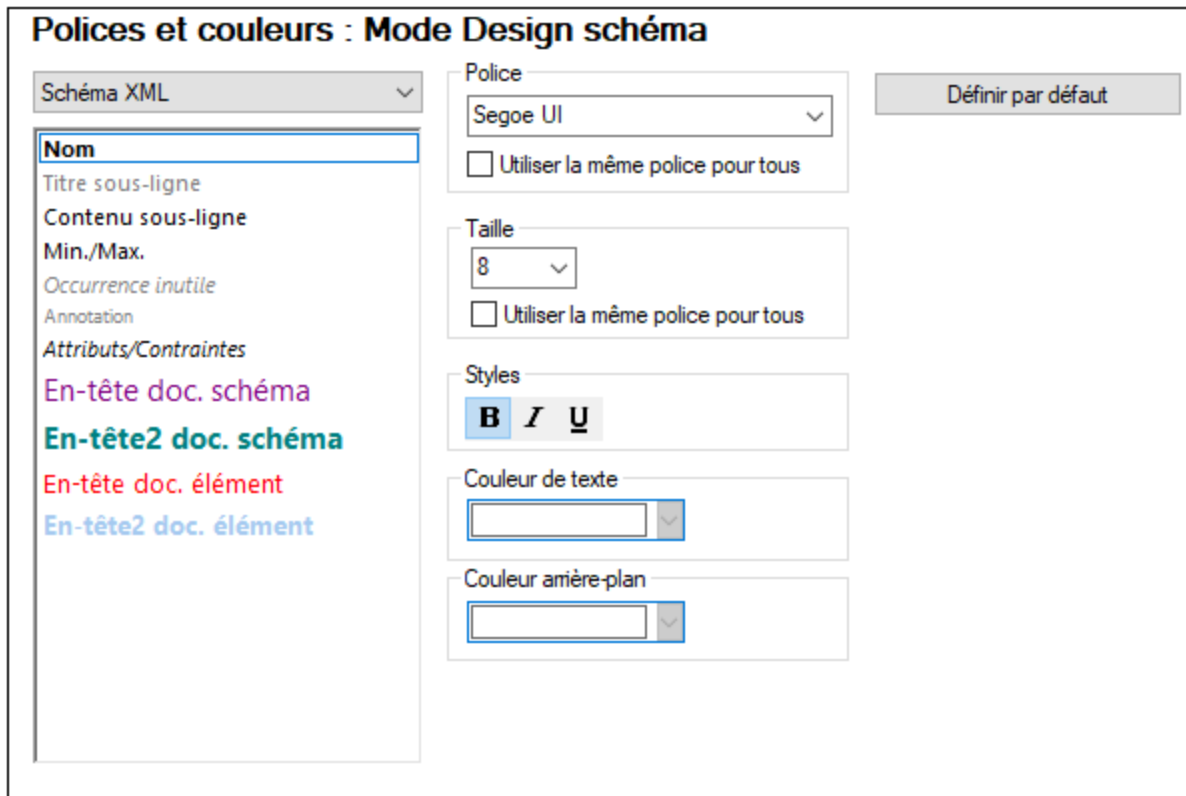 Polices et couleurs : Mode Design schéma
Schéma XML
Nom
Titre sous-ligne
Contenu sous-ligne
Min./Max.
Occurrence inutile
Annotation
Attributs/Contraintes
En-tête doc. schéma
En-tête2 doc. schéma
En-tête doc. élément
En-tête2 doc. élément
Police
Segoe UI
Utiliser la même police pour tous
Taille
8
Utiliser la même police pour tous
Styles
B I U
Couleur de texte
Couleur arrière-plan
Définir par défaut